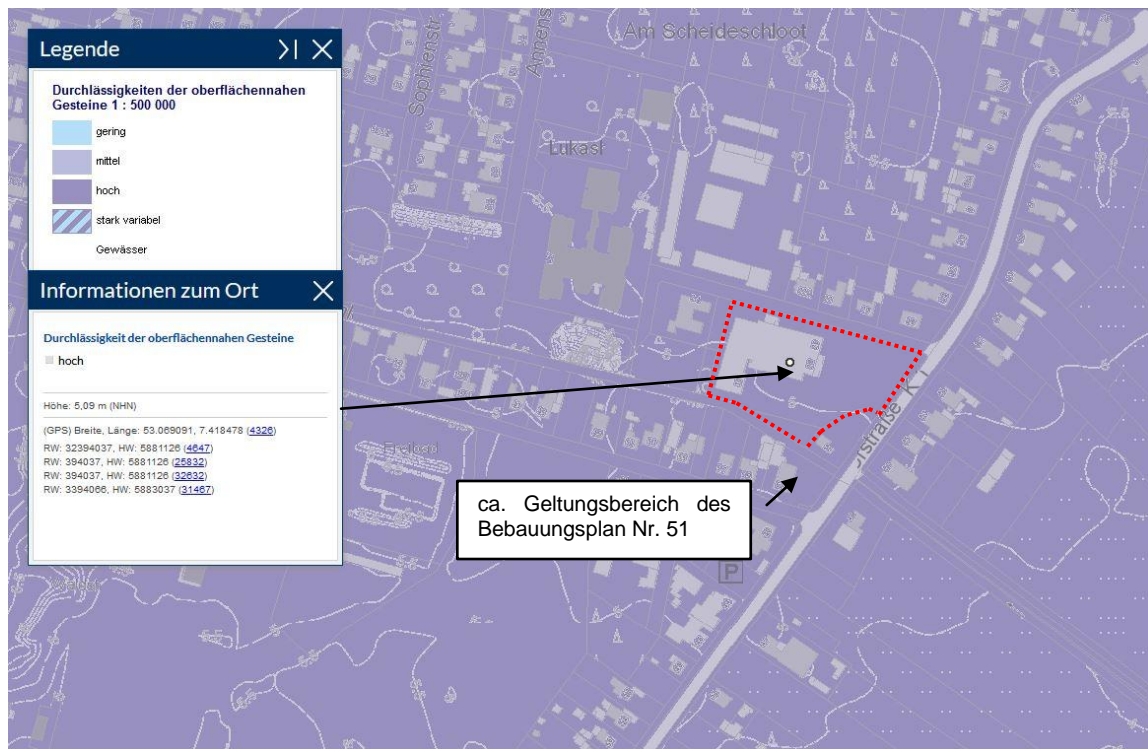 Legende
Durchlässigkeiten der oberflächennahen
Gesteine 1 : 500 000
gering
mittel
hoch
stark variabel
Gewässer
Informationen zum Ort
Durchlässigkeit der oberflächennahen Gesteine
hoch
Höhe: 5,09 m (NHN)
(GPS) Breite, Länge: 53.069091, 7.418478 (4326)
RW: 32394037, HW: 5881126 (4647)
RW: 394037, HW: 5881126 (25832)
RW: 394037, HW: 5881126 (32632)
RW: 3394066, HW: 5883037 (31467)
Sophienstr
Annens
Am Scheideschloot
Lukasl
Freibad
rstraße K 1
ca. Geltungsbereich des
Bebauungsplan Nr. 51
P